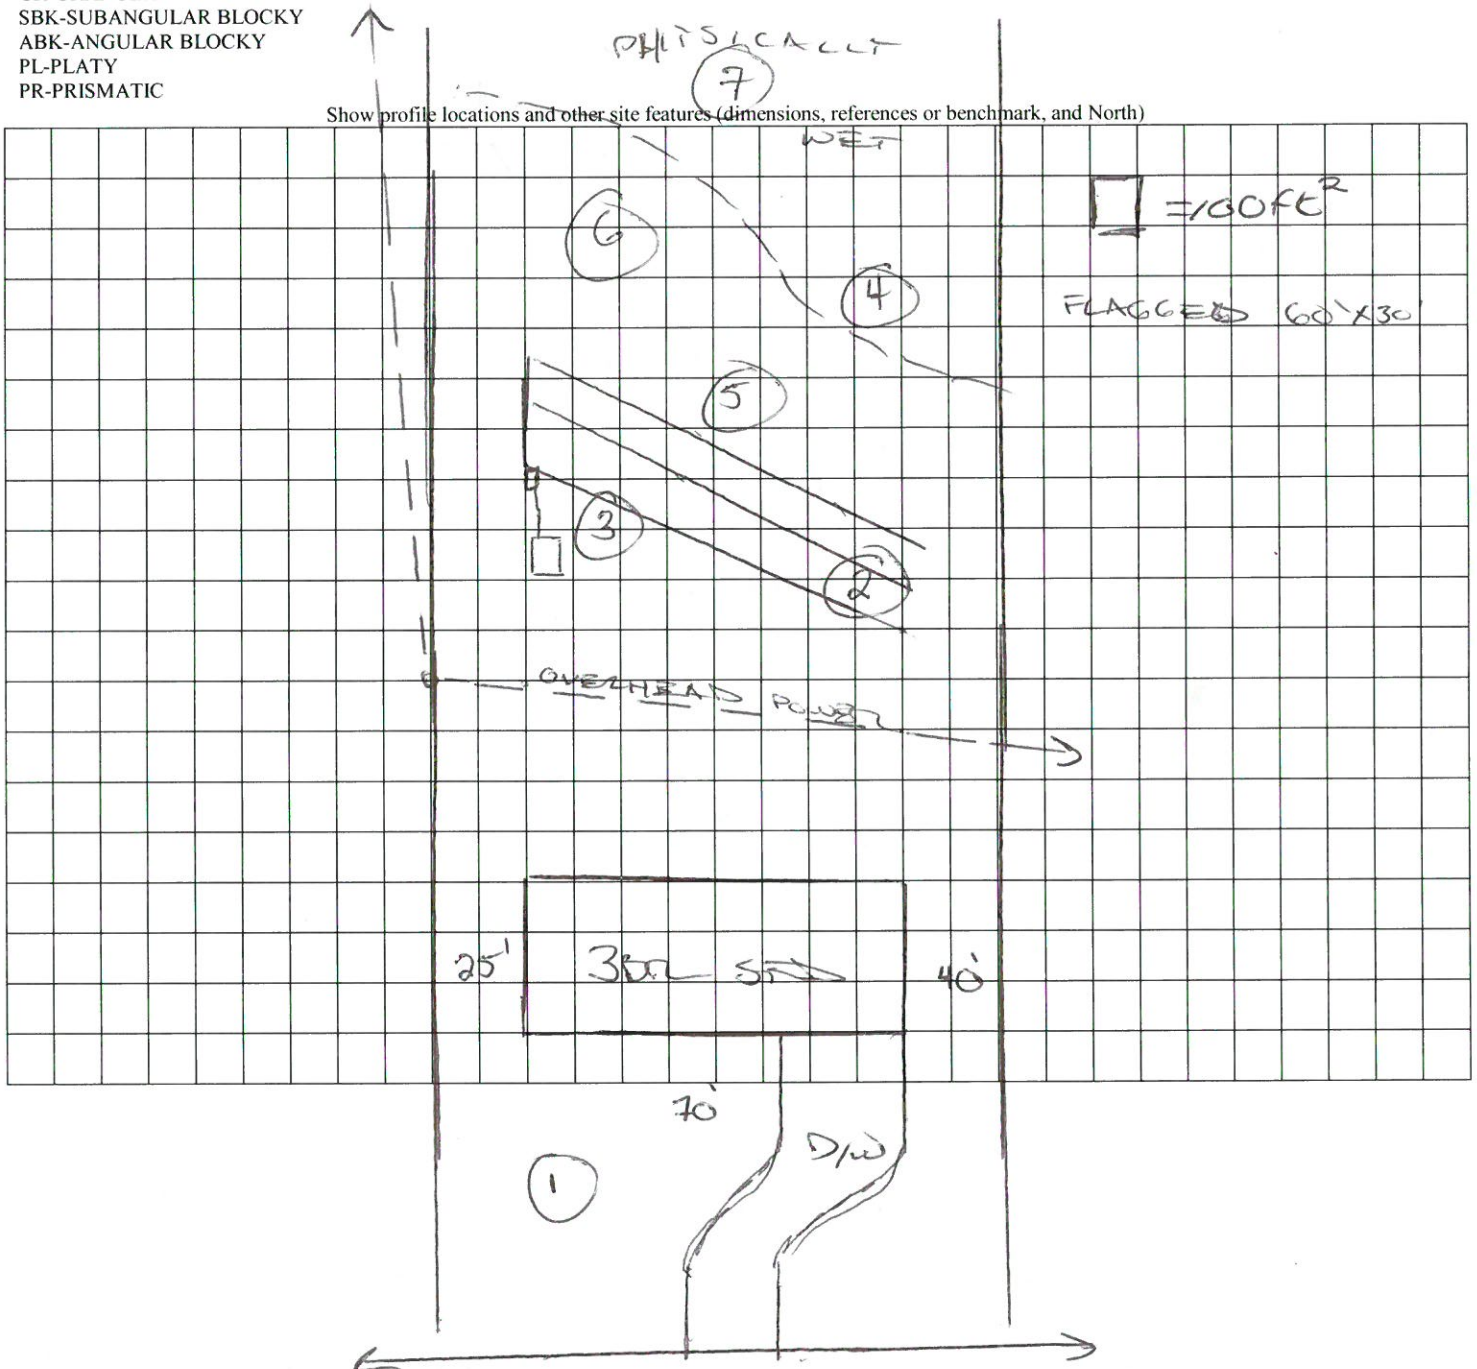 SBK-SUBANGULAR BLOCKY
ABK-ANGULAR BLOCKY
PL-PLATY
PR-PRISMATIC
PHYSICALLY
7
Show profile locations and other site features (dimensions, references or benchmark, and North)
WET
6
=100ft²
4
FLAGGED 60'X30'
5
3
2
OVERHEAD POWER
25'
3BR
40'
70'
D/W
1